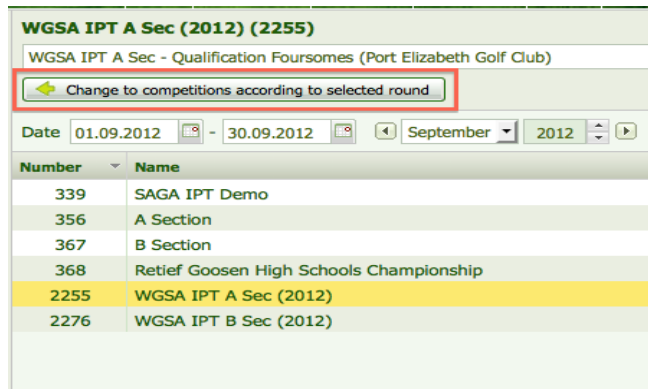 WGSA IPT A Sec (2012) (2255)
WGSA IPT A Sec - Qualification Foursomes (Port Elizabeth Golf Club)
Change to competitions according to selected round
Date 01.09.2012 - 30.09.2012 September 2012
Number Name
339 SAGA IPT Demo
356 A Section
367 B Section
368 Retief Goosen High Schools Championship
2255 WGSA IPT A Sec (2012)
2276 WGSA IPT B Sec (2012)